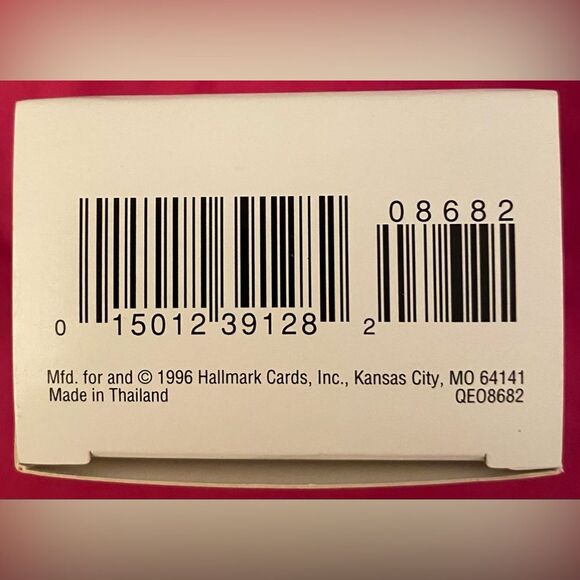 08682
0 15012 39128 2
Mfd. for and © 1996 Hallmark Cards, Inc., Kansas City, MO 64141
Made in Thailand QEO8682